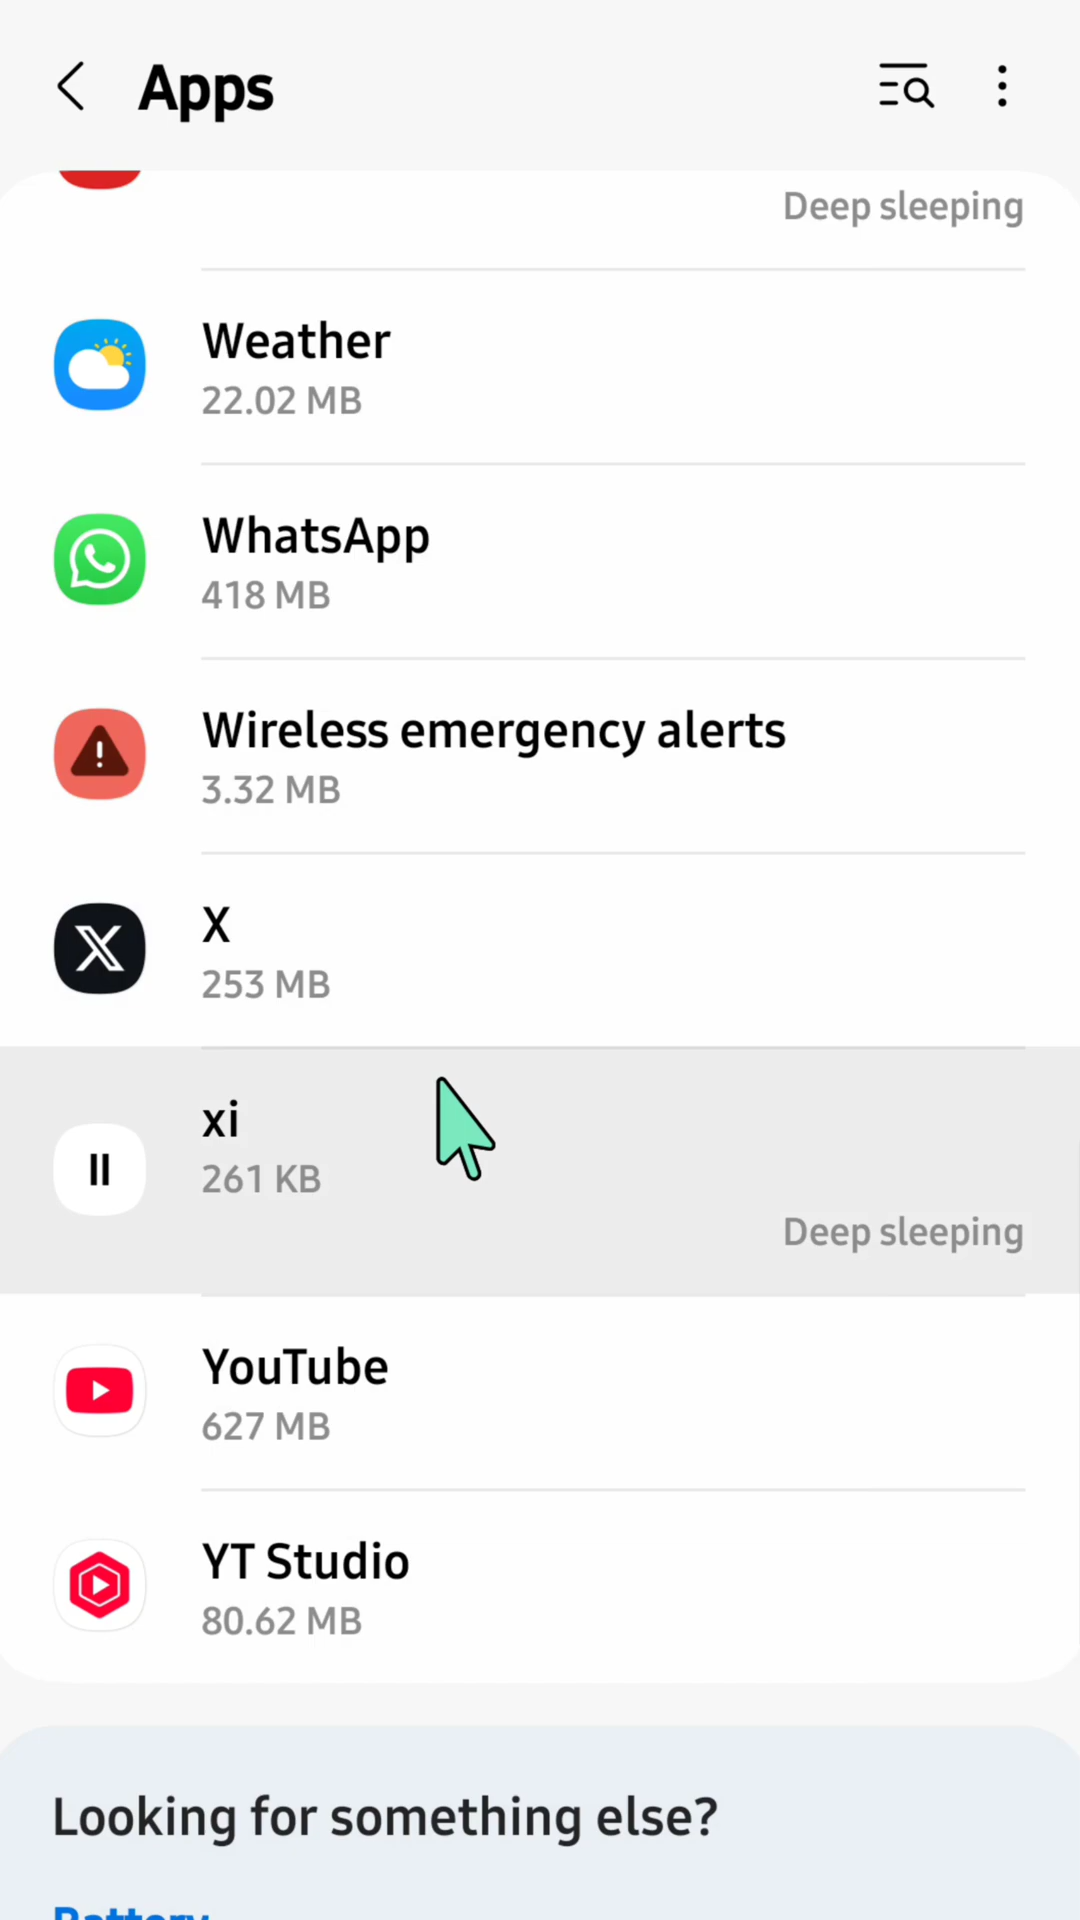 Apps
Deep sleeping
Weather
22.02 MB
WhatsApp
418 MB
Wireless emergency alerts
3.32 MB
X
253 MB
xi
261 KB
Deep sleeping
YouTube
627 MB
YT Studio
80.62 MB
Looking for something else?
Battery